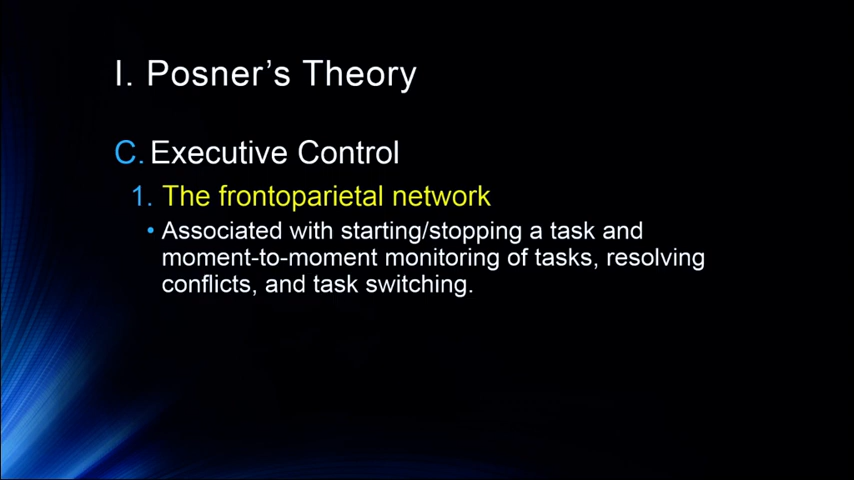 I. Posner’s Theory
C. Executive Control
1. The frontoparietal network
• Associated with starting/stopping a task and
moment-to-moment monitoring of tasks, resolving
conflicts, and task switching.